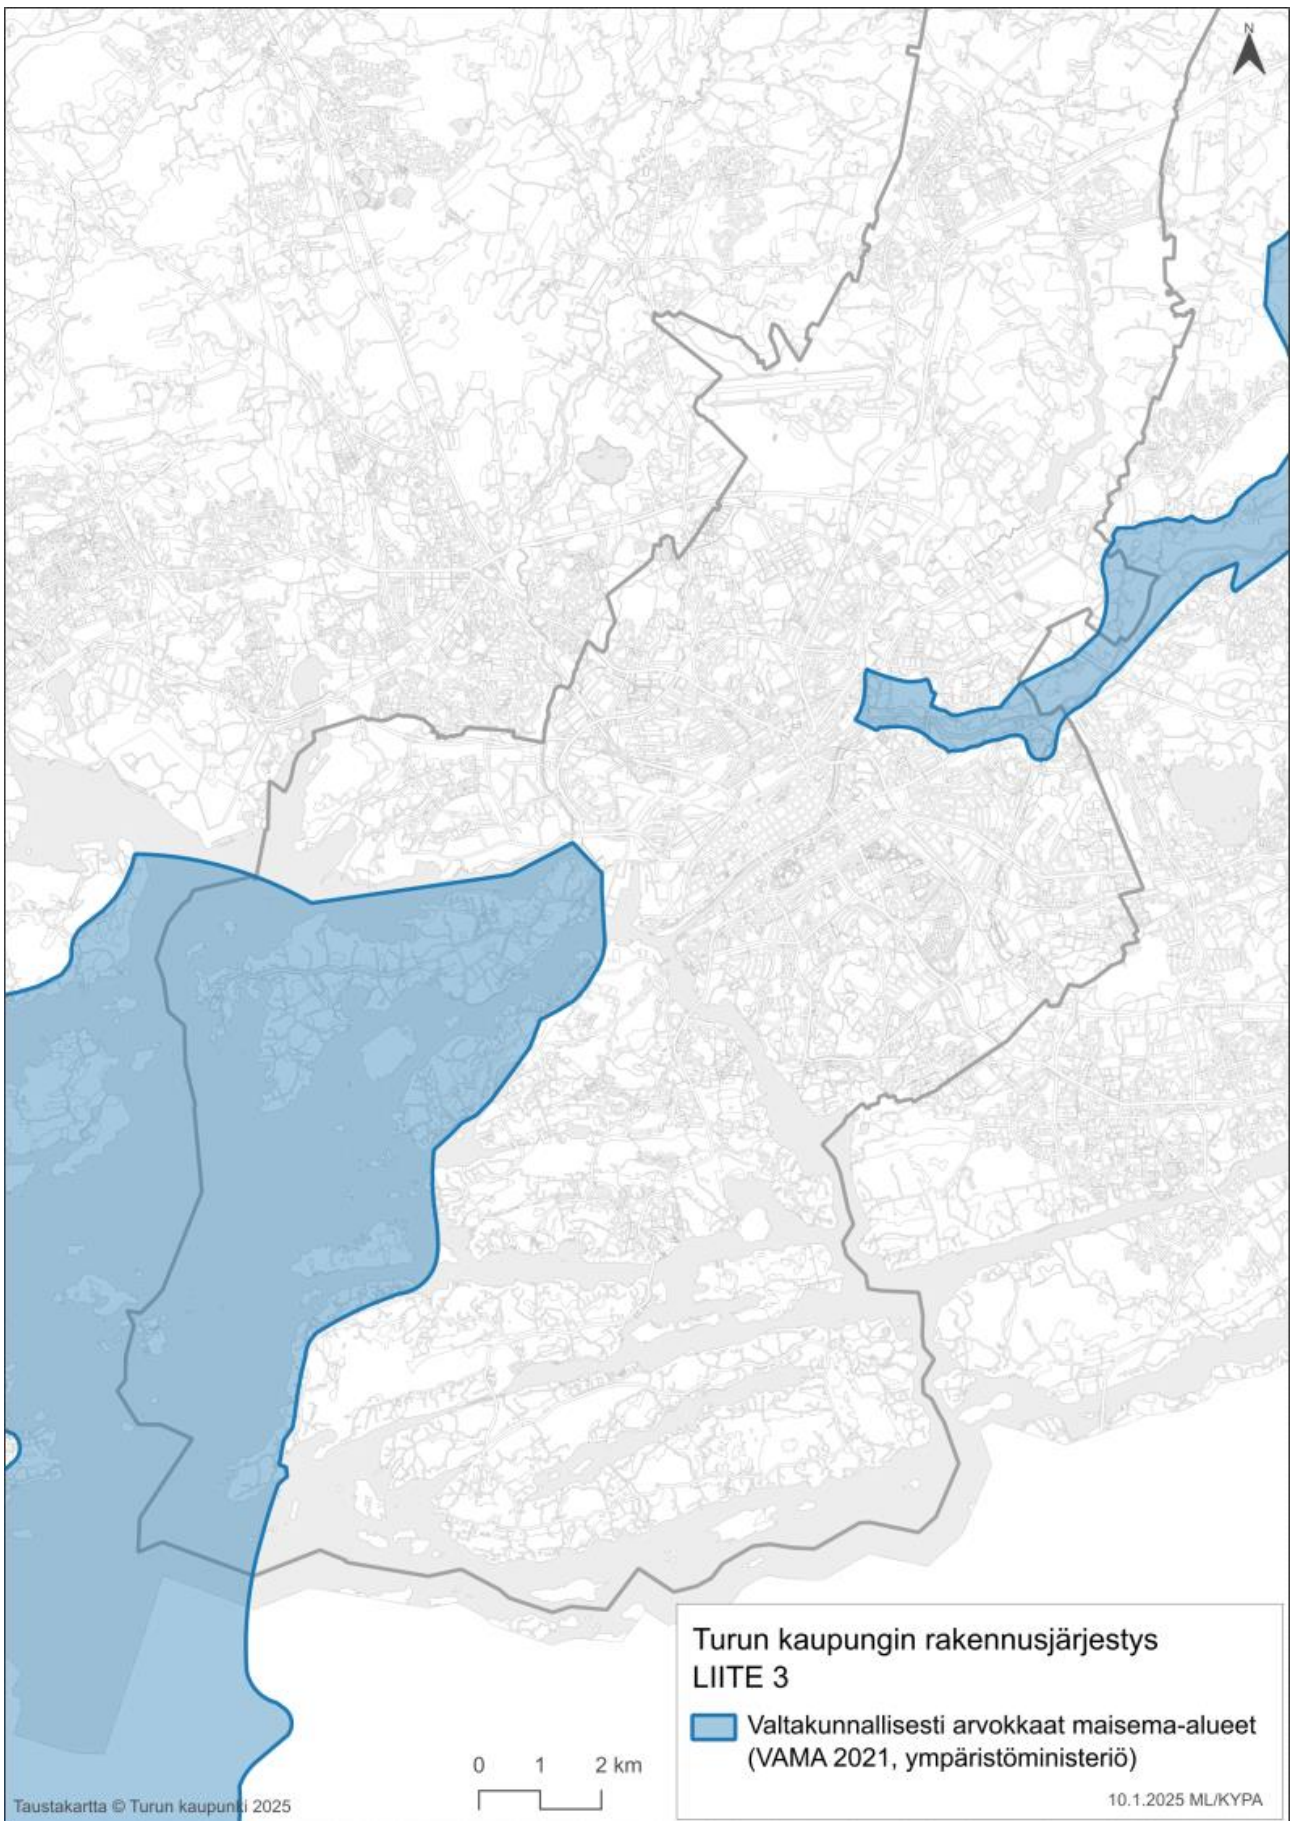 N
Turun kaupungin rakennusjärjestys
LIITE 3
Valtakunnallisesti arvokkaat maisema-alueet
(VAMA 2021, ympäristöministeriö)
0 1 2 km
Taustakartta © Turun kaupunki 2025
10.1.2025 ML/KYPA